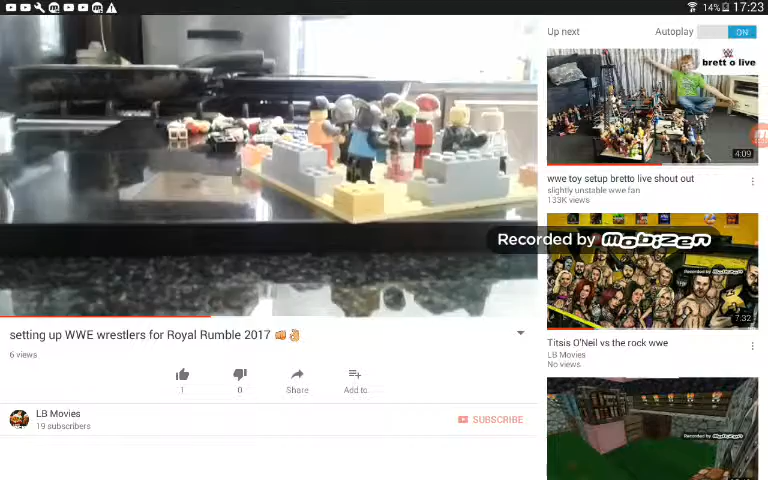 14% 17:23
Up next
Autoplay
ON
brett o live
4:09
wwe toy setup bretto live shout out
slightly unstable wwe fan
133K views
Recorded by mobizen
7:32
Titsis O'Neil vs the rock wwe
LB Movies
No views
setting up WWE wrestlers for Royal Rumble 2017 👊👌
6 views
1
0
Share
Add to
LB Movies
19 subscribers
SUBSCRIBE